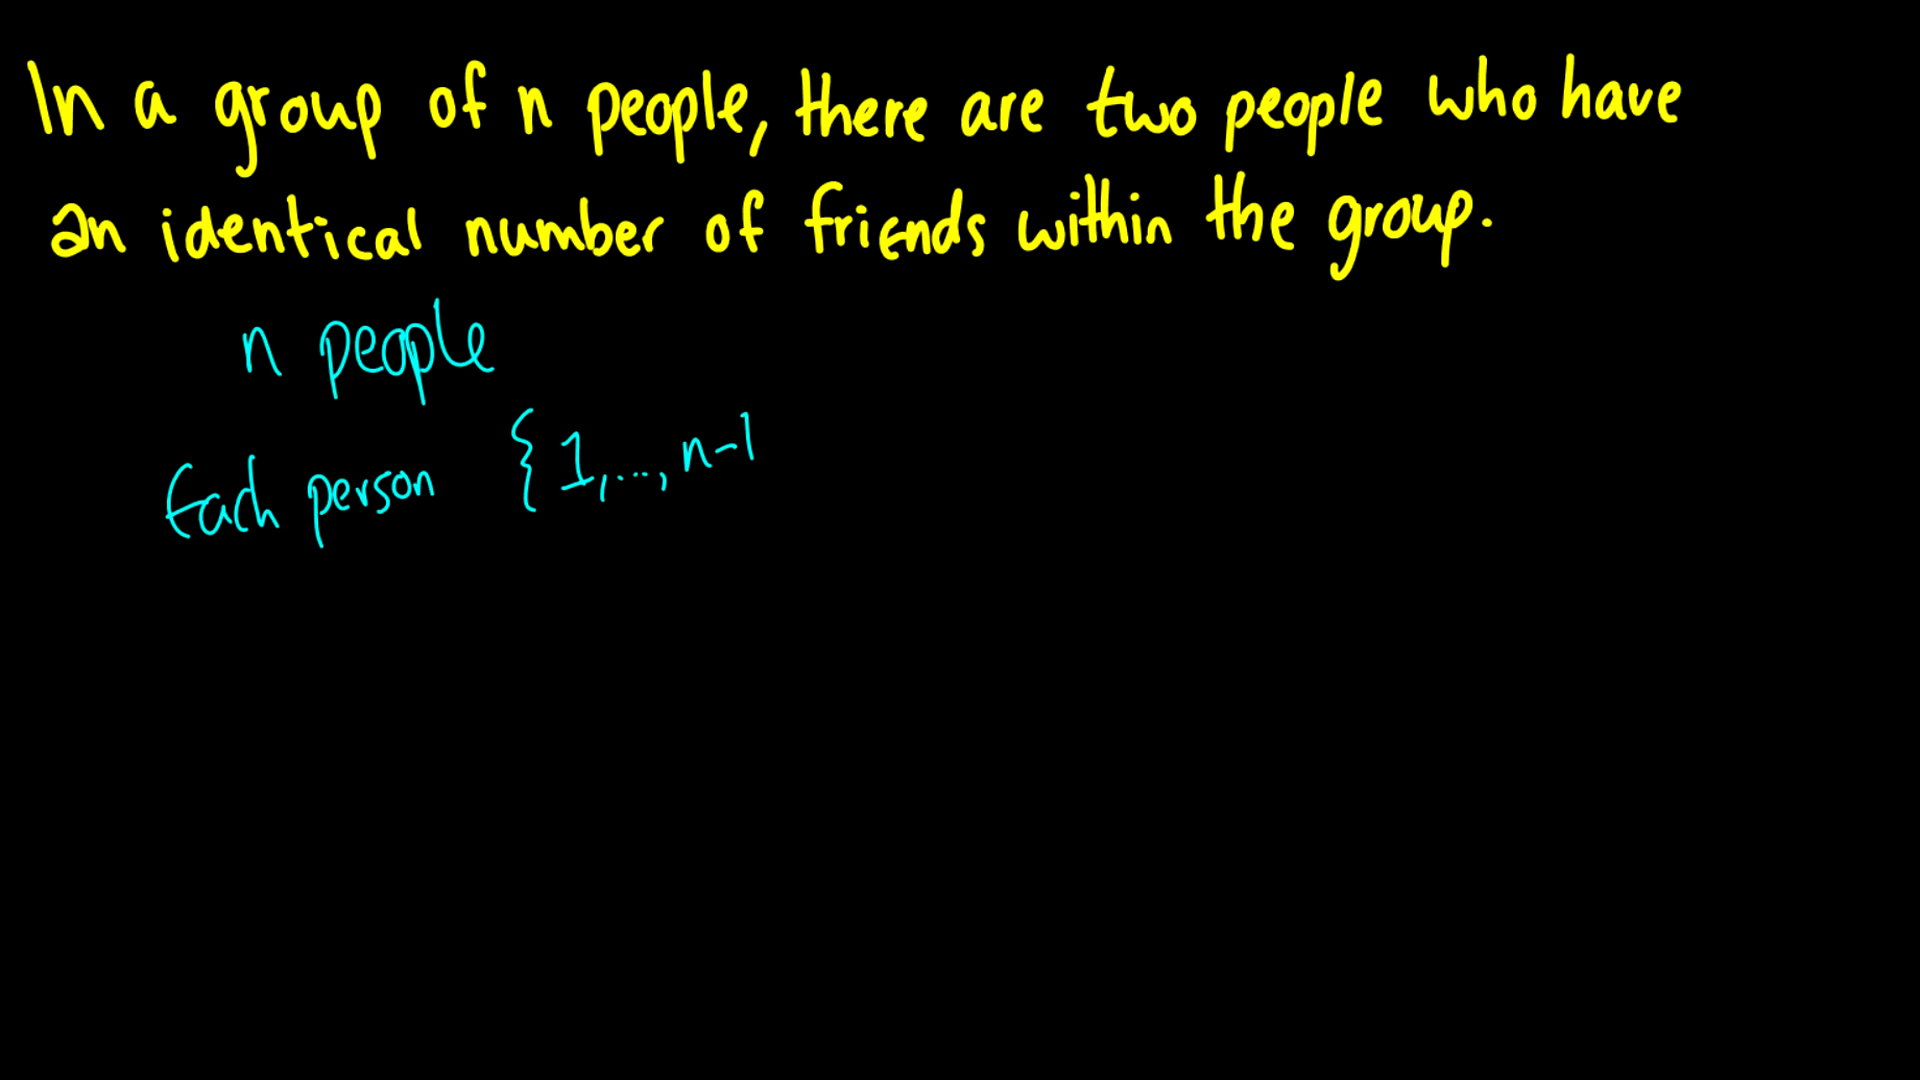 In a group of n people, there are two people who have
an identical number of friends within the group.
n people
Each person {1,...,n-1